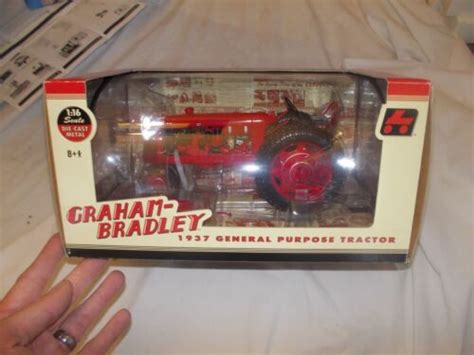 1:16
Scale
DIE-CAST
METAL
8+
GRAHAM-
BRADLEY
1937 GENERAL PURPOSE TRACTOR